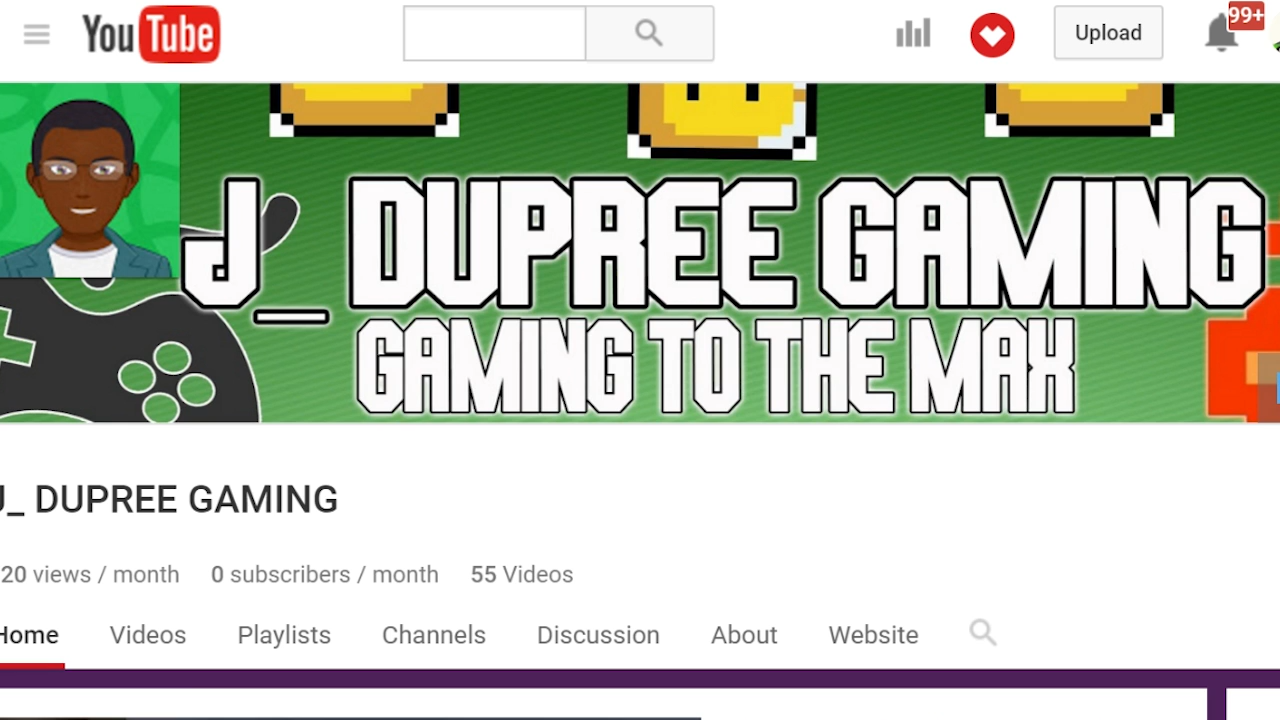 YouTube
Upload
99+
J_ DUPREE GAMING
GAMING TO THE MAX
J_ DUPREE GAMING
20 views / month 0 subscribers / month 55 Videos
Home Videos Playlists Channels Discussion About Website